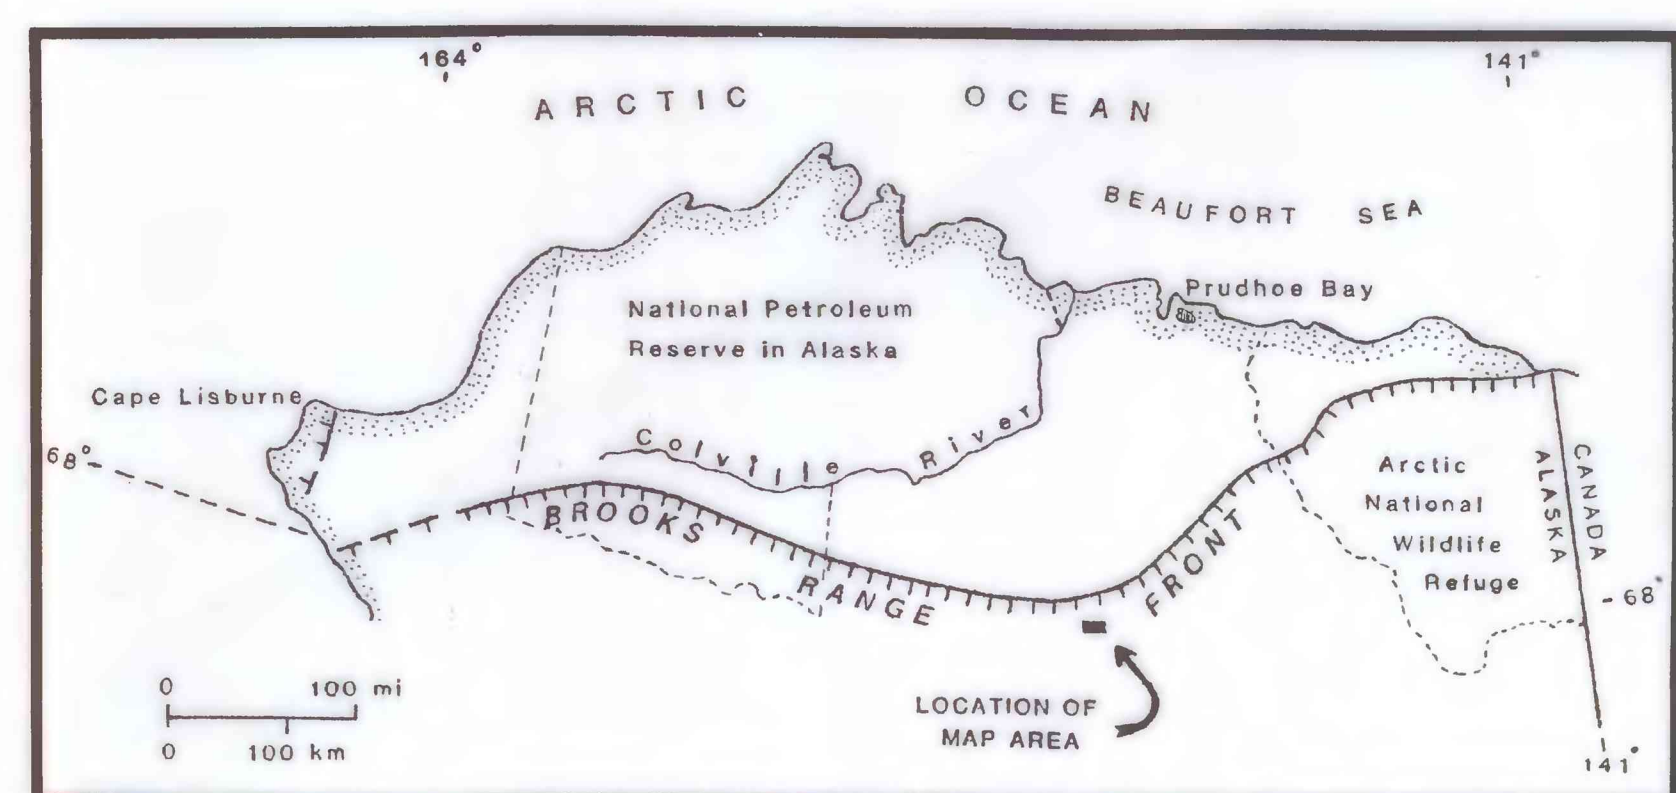 164°
141°
ARCTIC OCEAN
BEAUFORT SEA
Prudhoe Bay
National Petroleum
Reserve in Alaska
Cape Lisburne
68°
Colville River
BROOKS RANGE FRONT
Arctic
National
Wildlife
Refuge
ALASKA
CANADA
68
0 100 mi
0 100 km
LOCATION OF
MAP AREA
141°